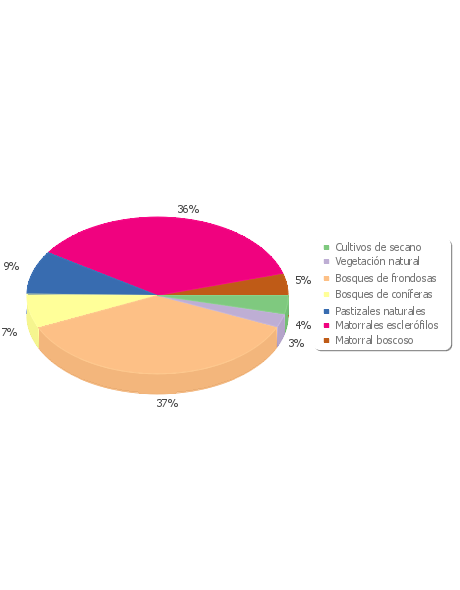 36%
9%
5%
4%
3%
7%
37%
Cultivos de secano
Vegetación natural
Bosques de frondosas
Bosques de coníferas
Pastizales naturales
Matorrales esclerófilos
Matorral boscoso